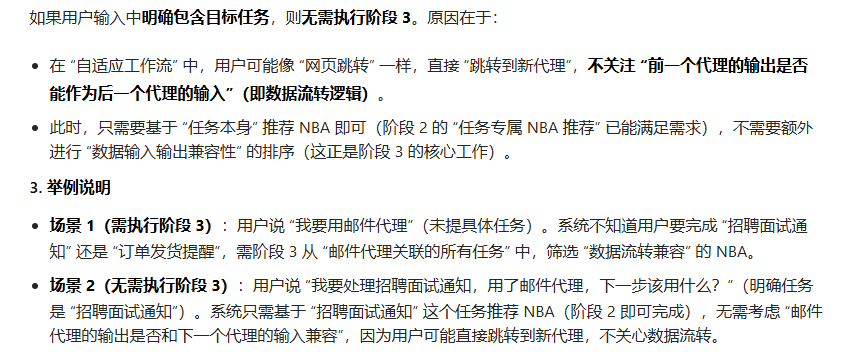 如果用户输入中明确包含目标任务，则无需执行阶段 3。原因在于：
在 “自适应工作流” 中，用户可能像 “网页跳转” 一样，直接 “跳转到新代理”，不关注 “前一个代理的输出是否
能作为后一个代理的输入”（即数据流转逻辑）。
此时，只需要基于 “任务本身” 推荐 NBA 即可（阶段 2 的 “任务专属 NBA 推荐” 已能满足需求），不需要额外
进行 “数据输入输出兼容性” 的排序（这正是阶段 3 的核心工作）。
3. 举例说明
场景 1（需执行阶段 3）：用户说 “我要用邮件代理”（未提具体任务）。系统不知道用户要完成 “招聘面试通
知” 还是 “订单发货提醒”，需阶段 3 从 “邮件代理关联的所有任务” 中，筛选 “数据流转兼容” 的 NBA。
场景 2（无需执行阶段 3）：用户说 “我要处理招聘面试通知，用了邮件代理，下一步该用什么？”（明确任务
是 “招聘面试通知”）。系统只需基于 “招聘面试通知” 这个任务推荐 NBA（阶段 2 即可完成），无需考虑 “邮件
代理的输出是否和下一个代理的输入兼容”，因为用户可能直接跳转到新代理，不关心数据流转。